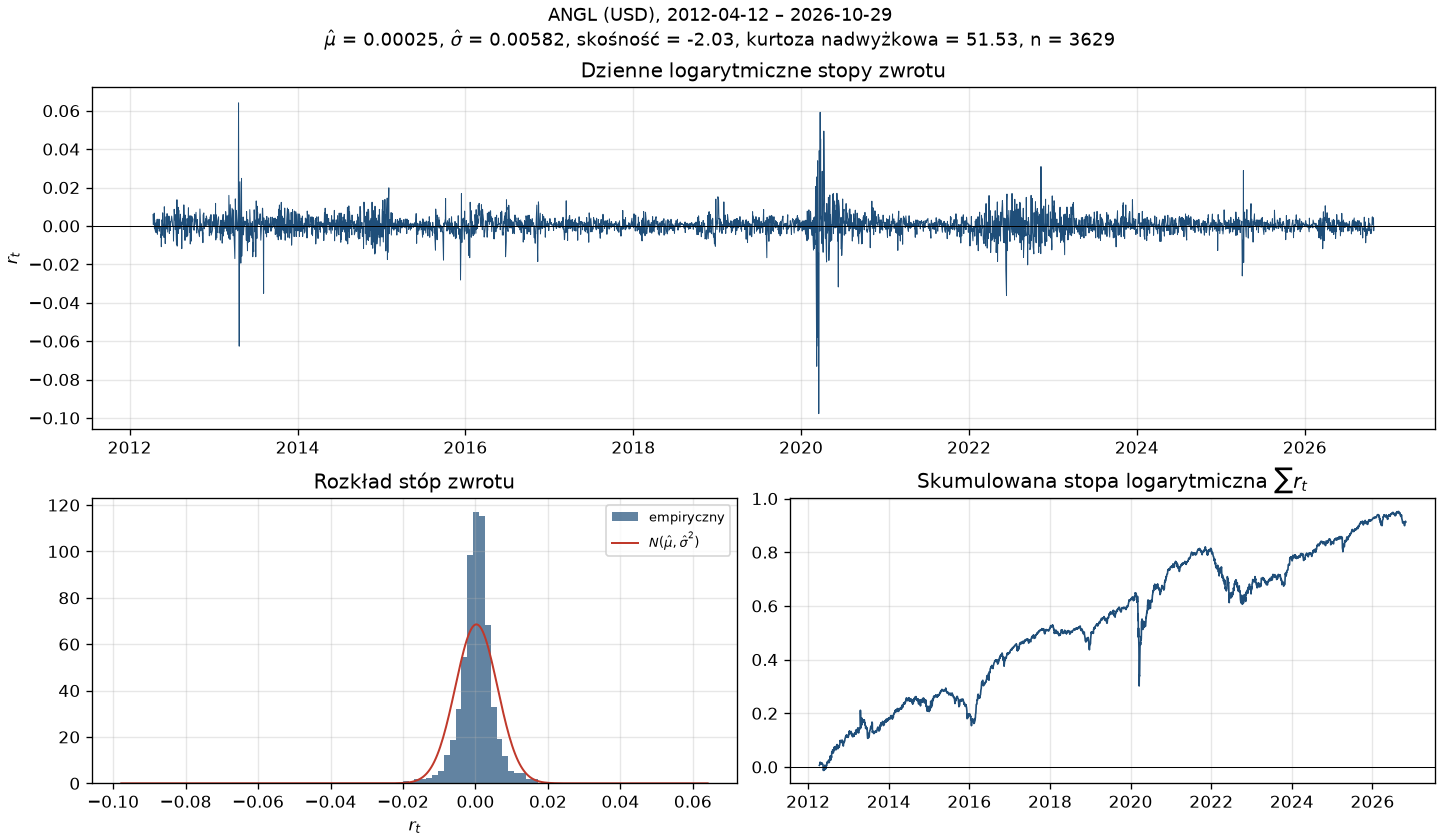 ANGL (USD), 2012-04-12 – 2026-10-29
μ̂ = 0.00025, σ̂ = 0.00582, skośność = -2.03, kurtoza nadwyżkowa = 51.53, n = 3629
Dzienne logarytmiczne stopy zwrotu
0.06
0.04
0.02
0.00
−0.02
−0.04
−0.06
−0.08
−0.10
r_t
2012 2014 2016 2018 2020 2022 2024 2026
Rozkład stóp zwrotu
120
100
80
60
40
20
0
empiryczny
N(μ̂, σ̂²)
−0.10 −0.08 −0.06 −0.04 −0.02 0.00 0.02 0.04 0.06
r_t
Skumulowana stopa logarytmiczna ∑r_t
1.0
0.8
0.6
0.4
0.2
0.0
2012 2014 2016 2018 2020 2022 2024 2026